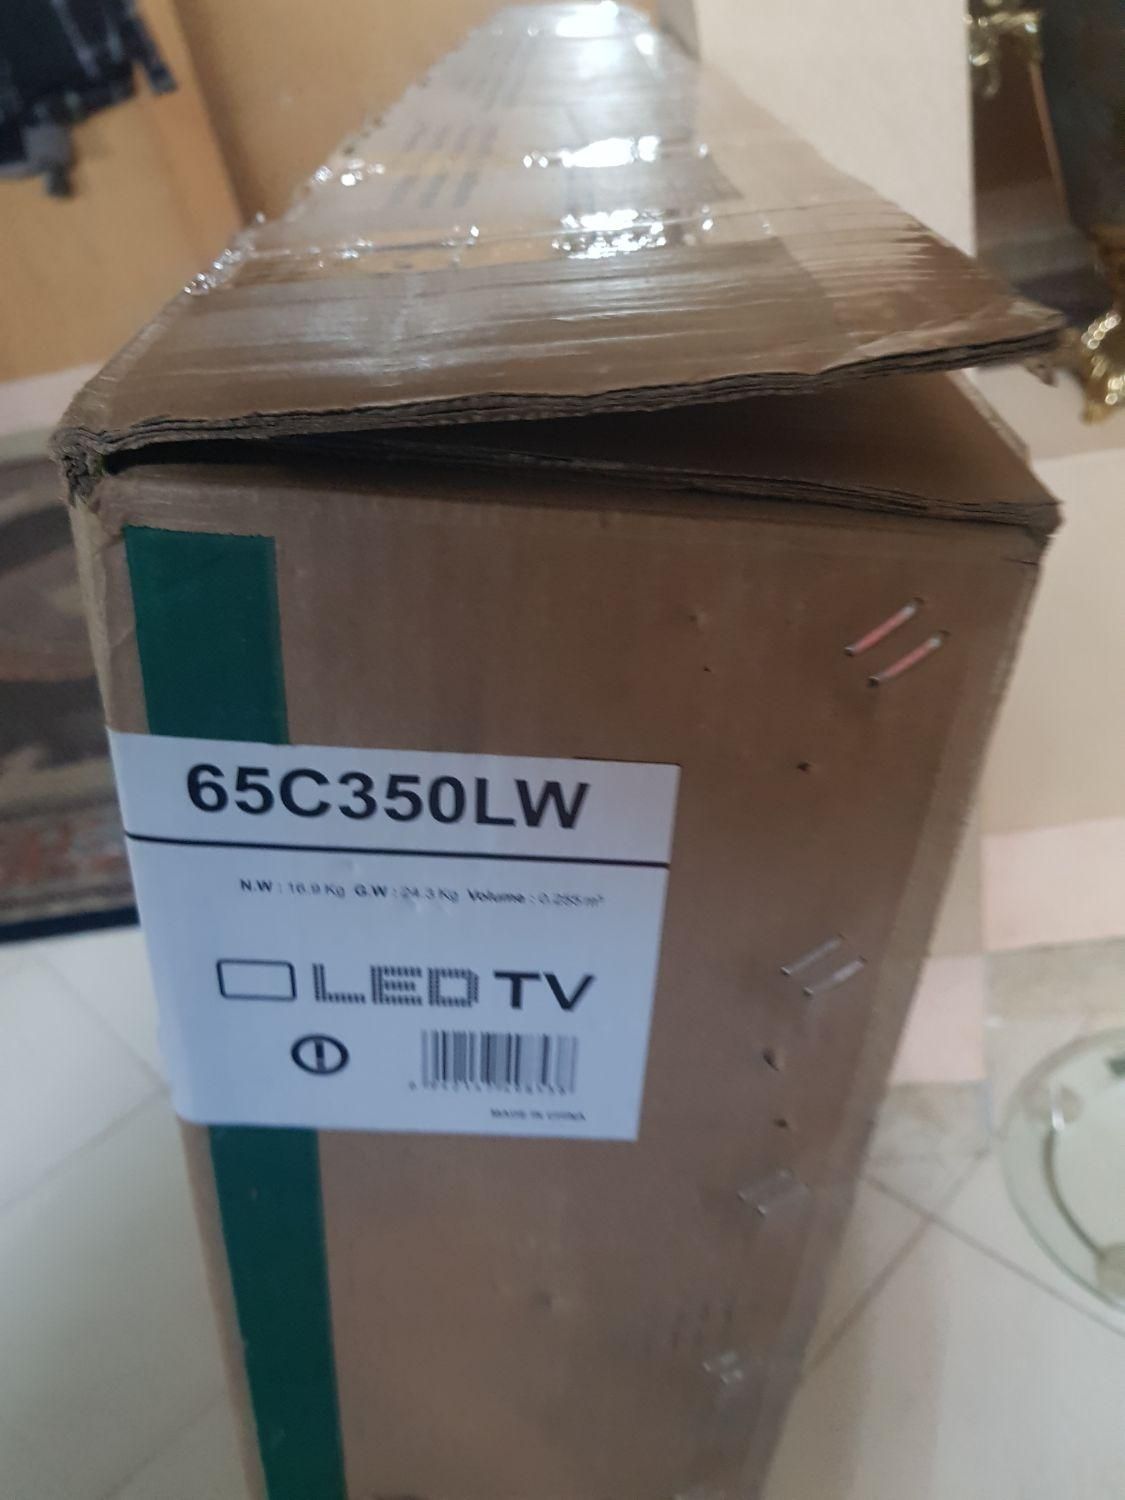 65C350LW
N.W : 16.9 Kg G.W : 24.3 Kg Volume : 0.255 m³
LED TV
MADE IN CHINA